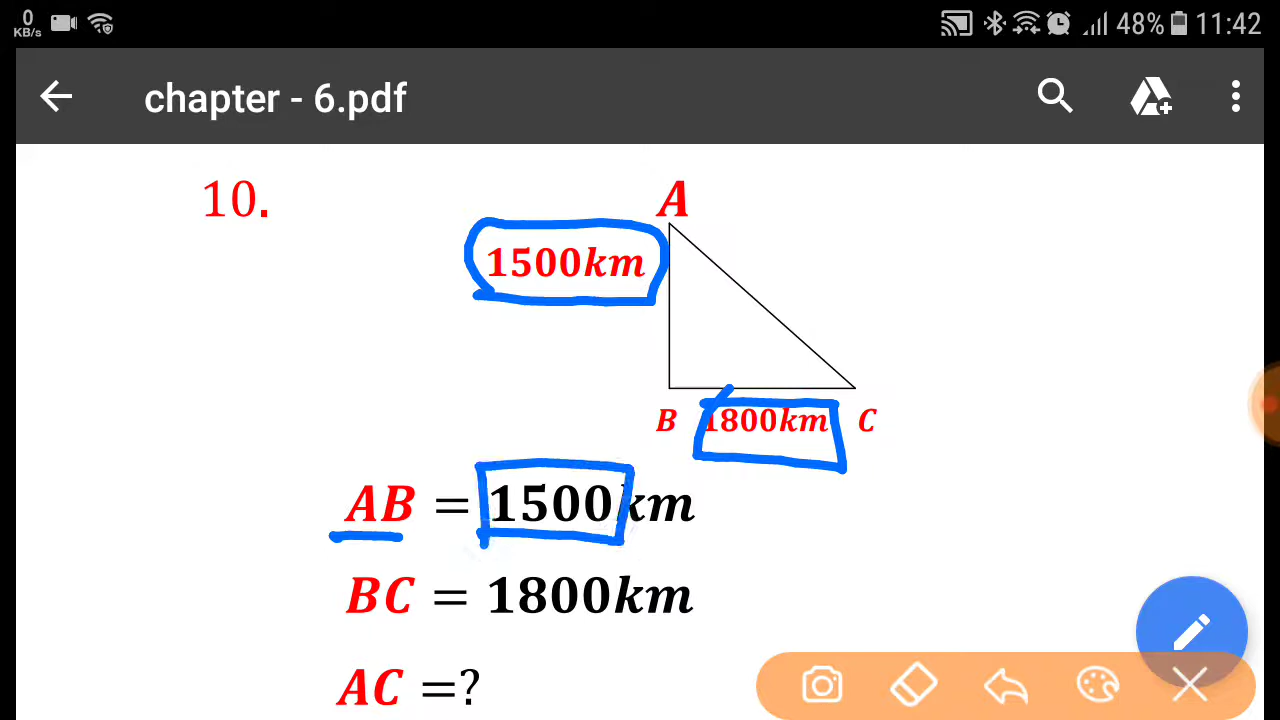 0
KB/s
48% 11:42
chapter - 6.pdf
10.
A
1500km
B 1800km C
AB = 1500km
BC = 1800km
AC =?